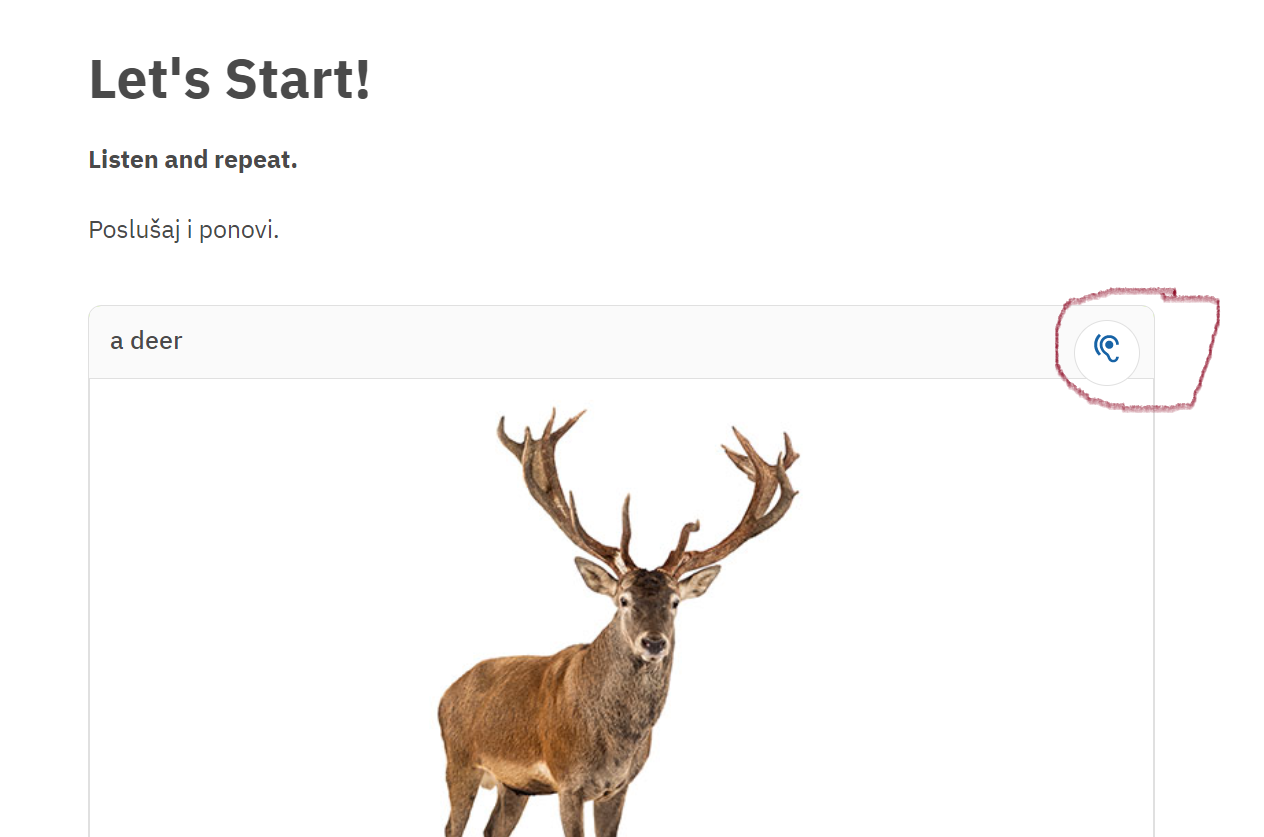 Let's Start!
Listen and repeat.
Poslušaj i ponovi.
a deer